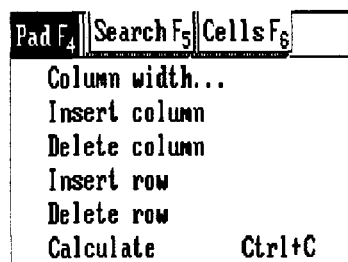 Pad F4 Search F5 Cells F6
Column width...
Insert column
Delete column
Insert row
Delete row
Calculate Ctrl+C